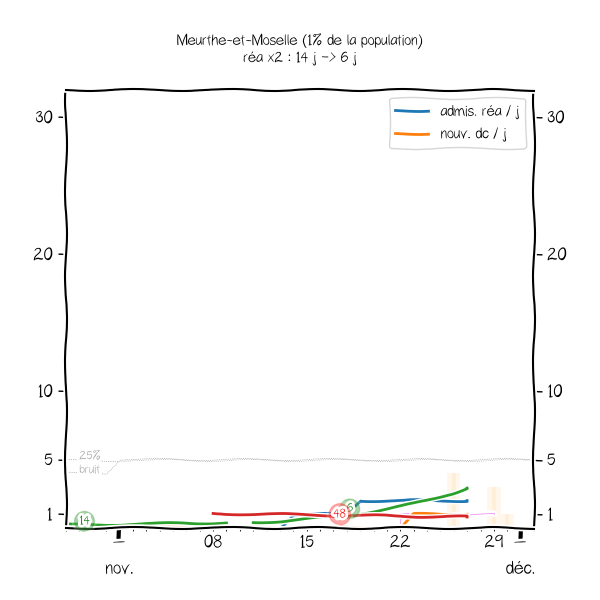 Meurthe-et-Moselle (1% de la population)
réa x2 : 14 j -> 6 j
admis. réa / j
nouv. dc / j
30
30
20
20
10
10
5
5
25%
bruit
1
1
14
48
08
15
22
29
nov.
déc.